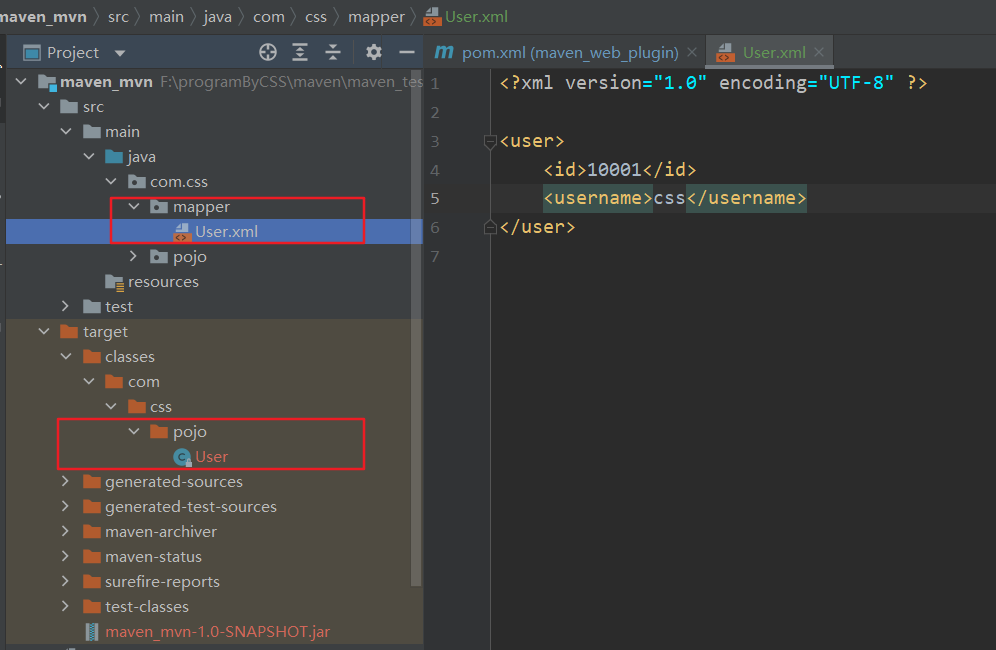 maven_mvn src main java com css mapper User.xml
Project
pom.xml (maven_web_plugin)
User.xml
maven_mvn F:\programByCSS\maven\maven_tes
src
main
java
com.css
mapper
User.xml
pojo
resources
test
target
classes
com
css
pojo
User
generated-sources
generated-test-sources
maven-archiver
maven-status
surefire-reports
test-classes
maven_mvn-1.0-SNAPSHOT.jar
1 <?xml version="1.0" encoding="UTF-8" ?>
2
3 <user>
4 <id>10001</id>
5 <username>css</username>
6 </user>
7